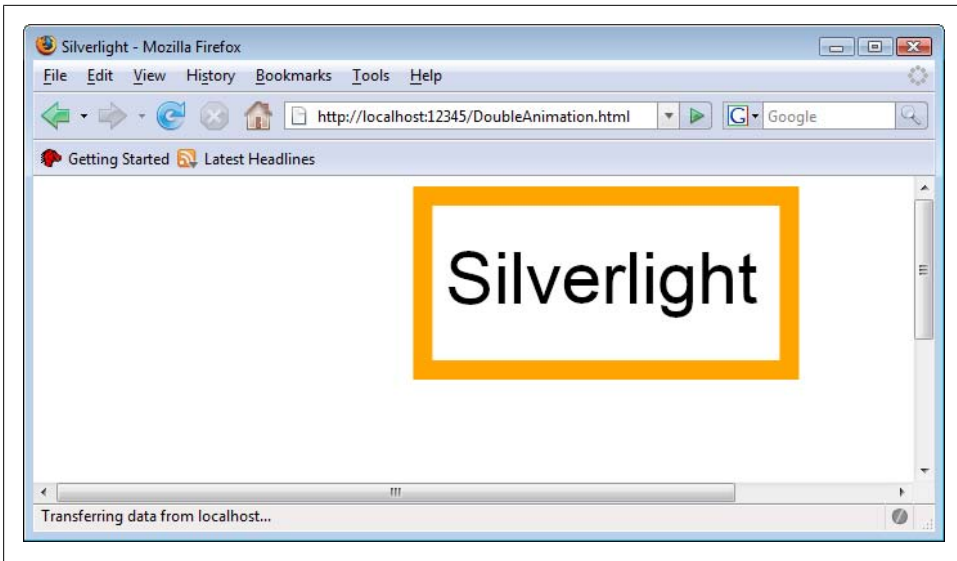 Silverlight - Mozilla Firefox
File Edit View History Bookmarks Tools Help
http://localhost:12345/DoubleAnimation.html G Google
Getting Started Latest Headlines
Silverlight
Transferring data from localhost...